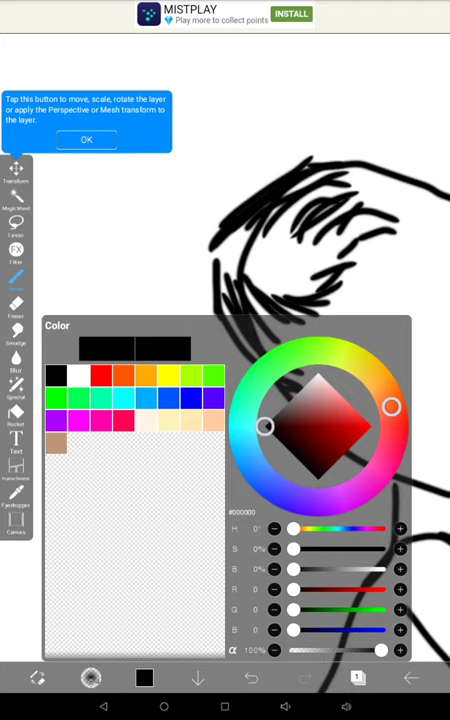 MISTPLAY
Play more to collect points
INSTALL
Tap this button to move, scale, rotate the layer
or apply the Perspective or Mesh transform to
the layer.
OK
Transform
Magic Wand
Lasso
FX
Filter
Eraser
Smudge
Blur
Special
Bucket
T
Text
Frame Divider
Eyedropper
Canvas
Color
#000000
H 0°
S 0%
B 0%
R 0
G 0
B 0
α 100%
1